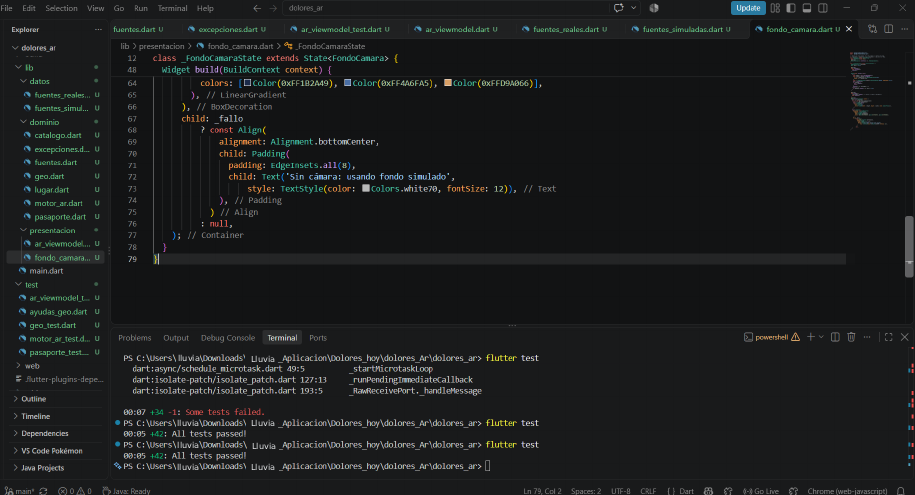 File Edit Selection View Go Run Terminal Help
dolores_ar
Update
Explorer
fuentes.dart U
excepciones.dart U
ar_viewmodel_test.dart U
ar_viewmodel.dart U
fuentes_reales.dart U
fuentes_simuladas.dart U
fondo_camara.dart U
dolores_ar
lib
datos
fuentes_reales... U
fuentes_simul... U
dominio
catalogo.dart U
excepciones.d... U
fuentes.dart U
geo.dart U
lugar.dart U
motor_ar.dart U
pasaporte.dart U
presentacion
ar_viewmodel.... U
fondo_camara.... U
main.dart
test
ar_viewmodel_t... U
ayudas_geo.dart U
geo_test.dart U
motor_ar_test.d... U
pasaporte_test.... U
web
.flutter-plugins-depe...
Outline
Timeline
Dependencies
VS Code Pokémon
Java Projects
lib > presentacion > fondo_camara.dart > _FondoCamaraState
12 class _FondoCamaraState extends State<FondoCamara> {
48 Widget build(BuildContext context) {
64 colors: [Color(0xFF1B2A49), Color(0xFF4A6FA5), Color(0xFFD9A066)],
65 ), // LinearGradient
66 ), // BoxDecoration
67 child: _fallo
68 ? const Align(
69 alignment: Alignment.bottomCenter,
70 child: Padding(
71 padding: EdgeInsets.all(8),
72 child: Text('Sin cámara: usando fondo simulado',
73 style: TextStyle(color: Colors.white70, fontSize: 12)), // Text
74 ), // Padding
75 ) // Align
76 : null,
77 ); // Container
78 }
79 }
Problems Output Debug Console Terminal Ports
powershell
PS C:\Users\lluvia\Downloads\ Lluvia _Aplicacion\Dolores_hoy\dolores_Ar\dolores_ar> flutter test
dart:async/schedule_microtask.dart 49:5 _startMicrotaskLoop
dart:isolate-patch/isolate_patch.dart 127:13 _runPendingImmediateCallback
dart:isolate-patch/isolate_patch.dart 193:5 _RawReceivePort._handleMessage
00:07 +34 -1: Some tests failed.
PS C:\Users\lluvia\Downloads\ Lluvia _Aplicacion\Dolores_hoy\dolores_Ar\dolores_ar> flutter test
00:05 +42: All tests passed!
PS C:\Users\lluvia\Downloads\ Lluvia _Aplicacion\Dolores_hoy\dolores_Ar\dolores_ar> flutter test
00:05 +42: All tests passed!
PS C:\Users\lluvia\Downloads\ Lluvia _Aplicacion\Dolores_hoy\dolores_Ar\dolores_ar>
main* 0 0 Java: Ready
Ln 79, Col 2 Spaces: 2 UTF-8 CRLF { } Dart Go Live Chrome (web-javascript)